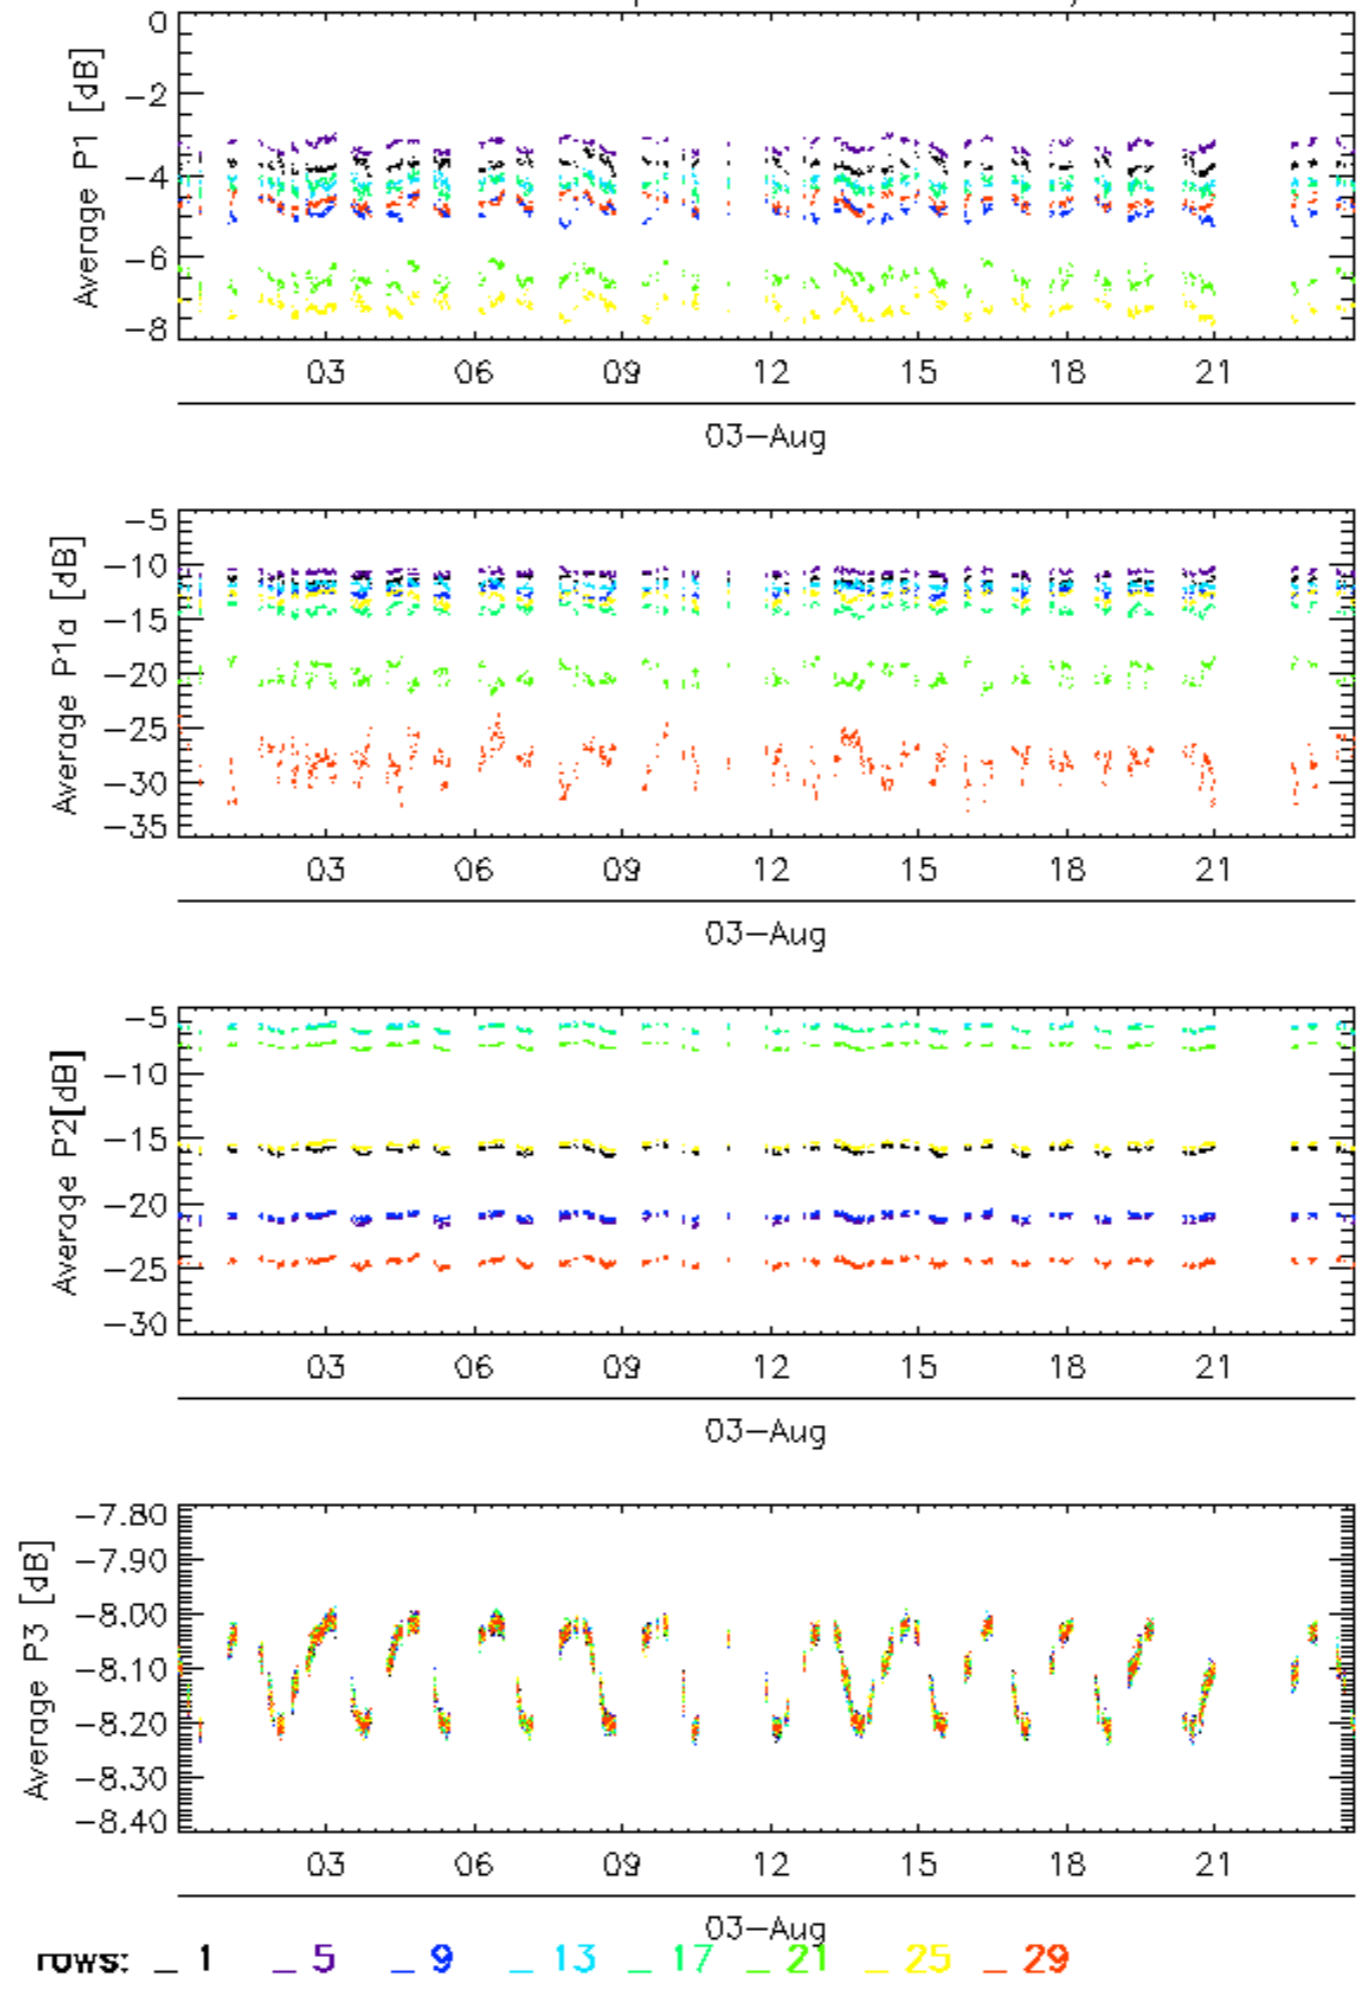 0
-2
-4
-6
-8
Average P1 [dB]
03 06 09 12 15 18 21
03-Aug
-5
-10
-15
-20
-25
-30
-35
Average P1a [dB]
03 06 09 12 15 18 21
03-Aug
-5
-10
-15
-20
-25
-30
Average P2[dB]
03 06 09 12 15 18 21
03-Aug
-7.80
-7.90
-8.00
-8.10
-8.20
-8.30
-8.40
Average P3 [dB]
03 06 09 12 15 18 21
03-Aug
rows: _ 1 _ 5 _ 9 _ 13 _ 17 _ 21 _ 25 _ 29